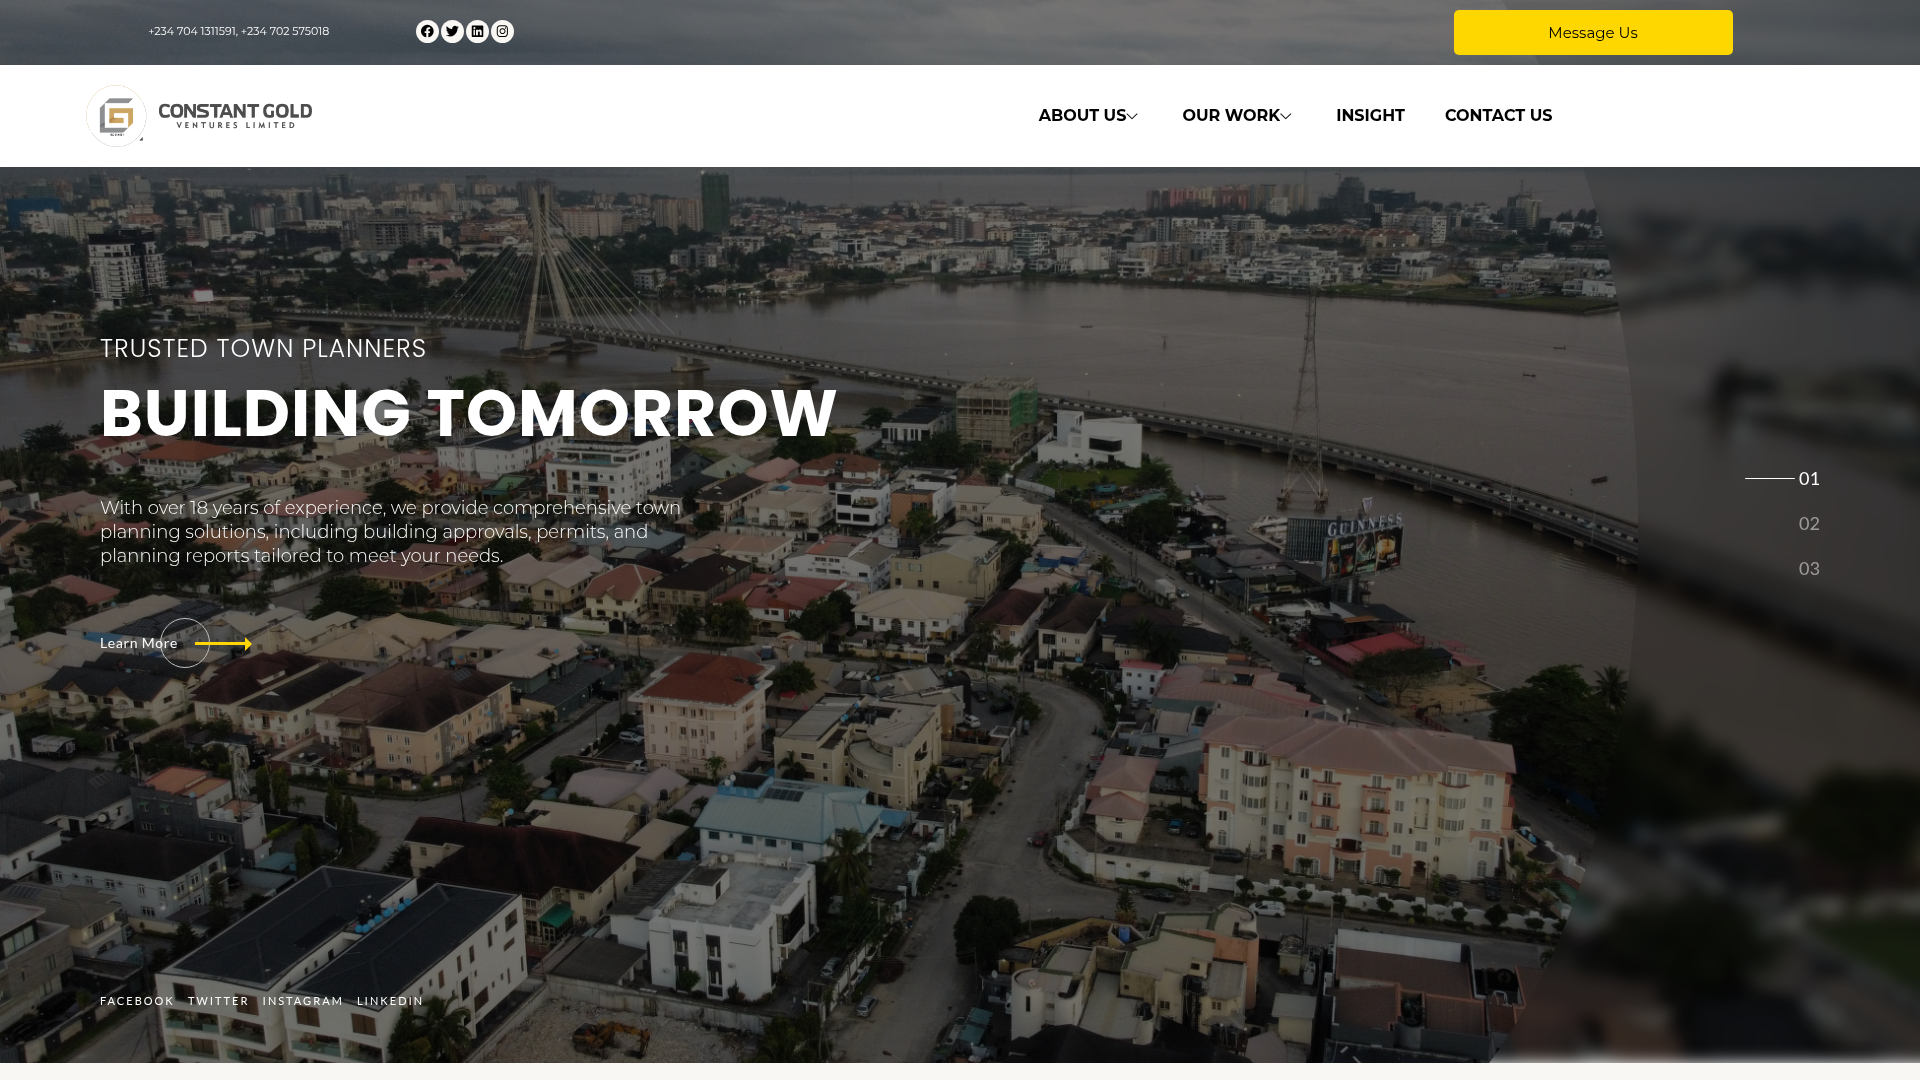 +234 704 1311591, +234 702 575018
Message Us
CONSTANT GOLD
VENTURES LIMITED
ABOUT US
OUR WORK
INSIGHT
CONTACT US
TRUSTED TOWN PLANNERS
BUILDING TOMORROW
With over 18 years of experience, we provide comprehensive town
planning solutions, including building approvals, permits, and
planning reports tailored to meet your needs.
Learn More
01
02
03
GUINNESS
FACEBOOK TWITTER INSTAGRAM LINKEDIN